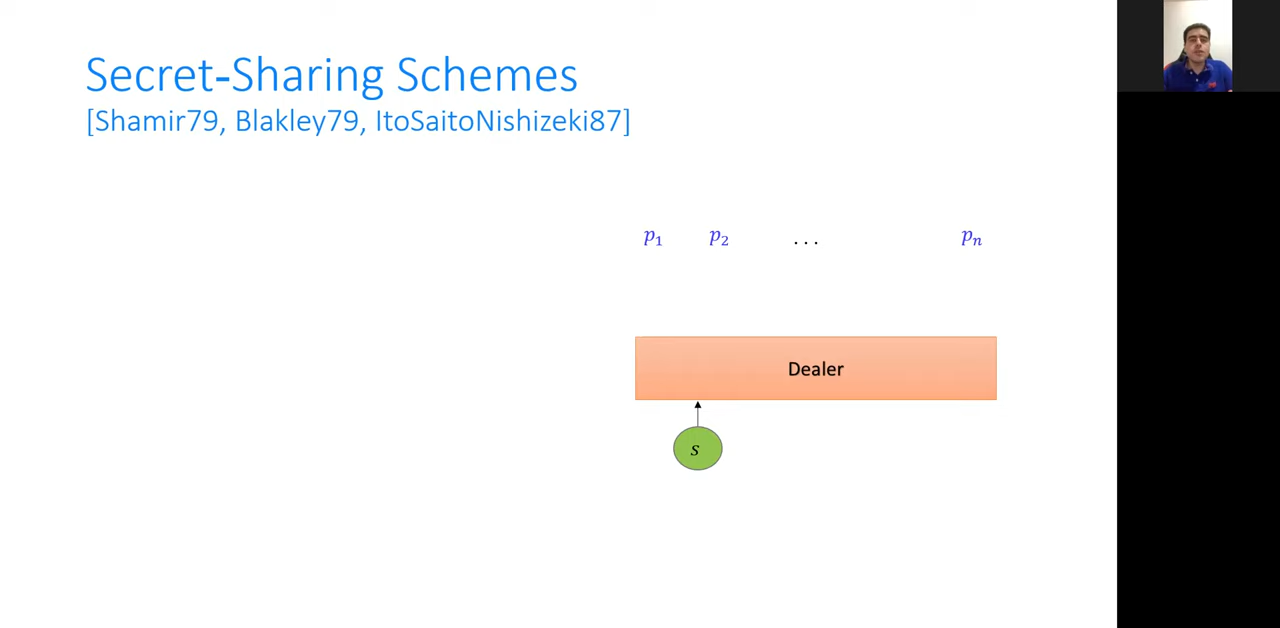 Secret-Sharing Schemes
[Shamir79, Blakley79, ItoSaitoNishizeki87]
p₁ p₂ ... pₙ
Dealer
s